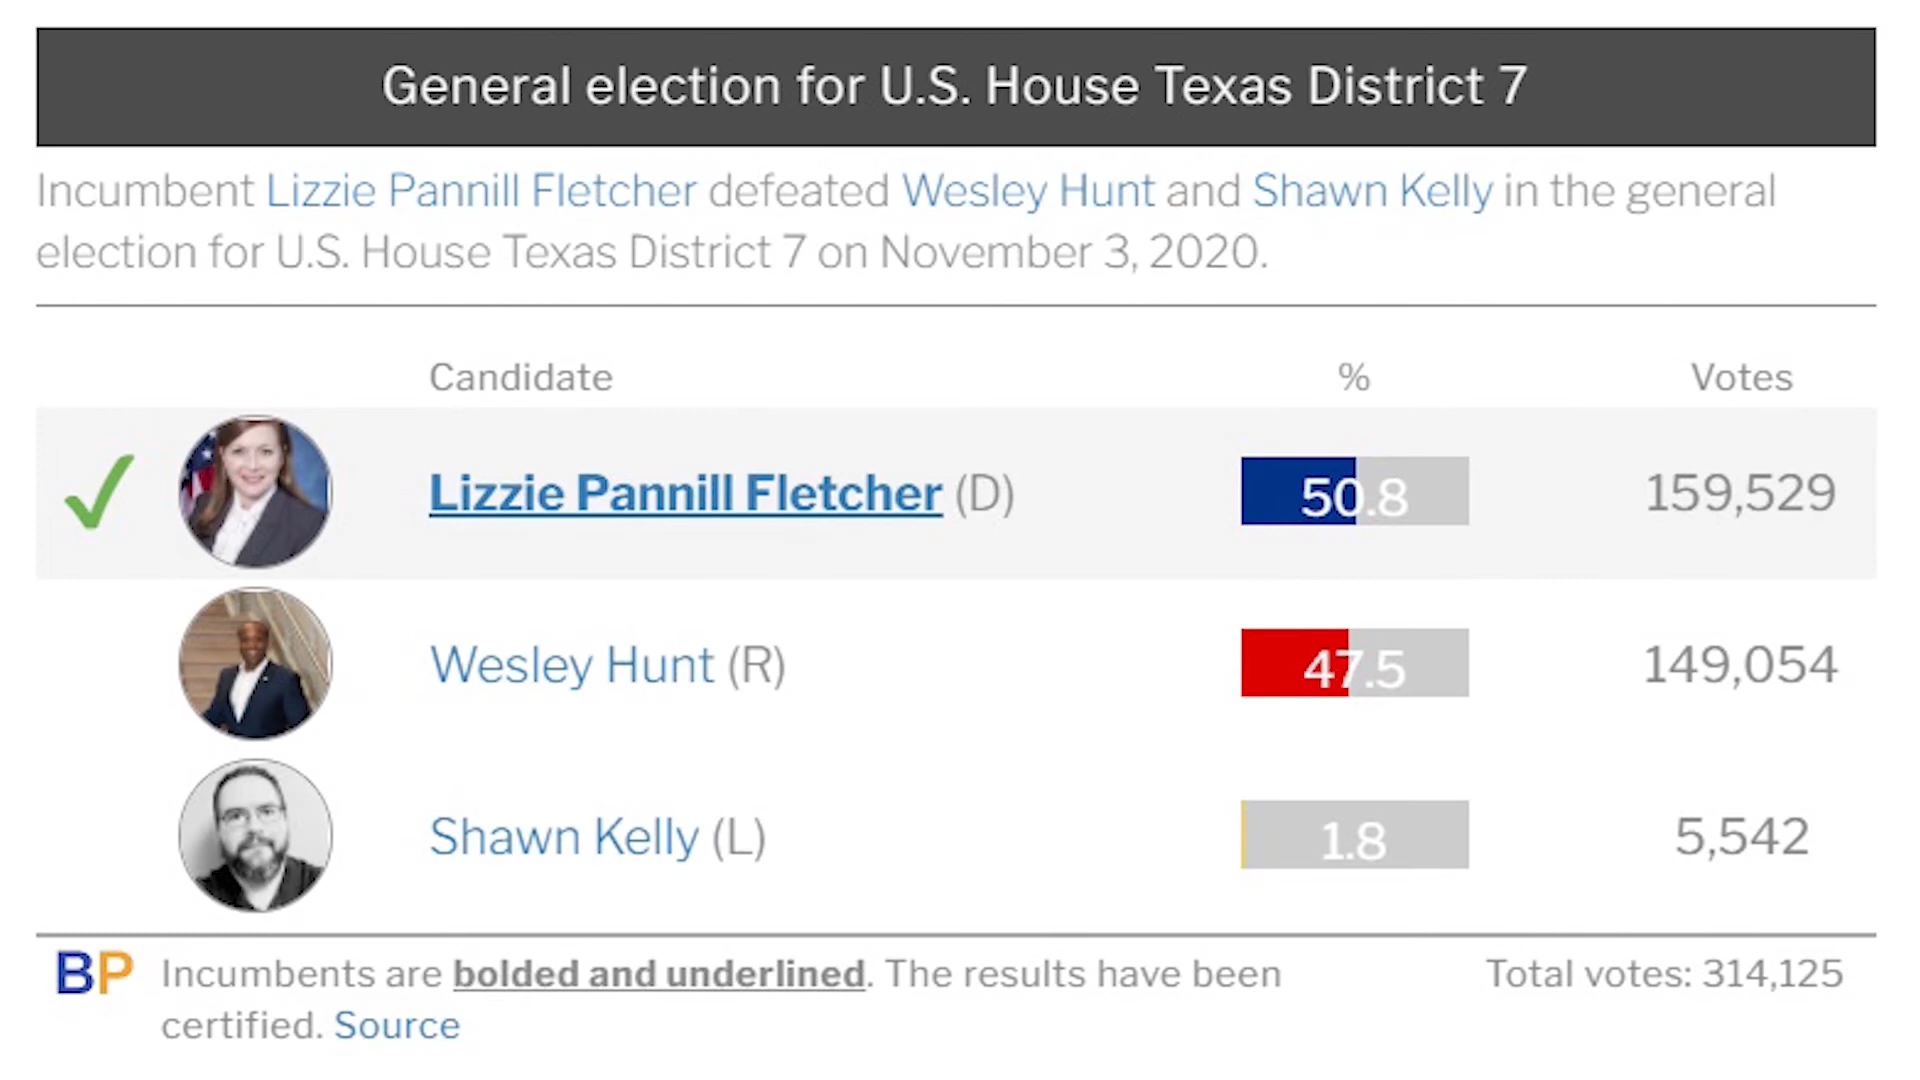 General election for U.S. House Texas District 7
Incumbent Lizzie Pannill Fletcher defeated Wesley Hunt and Shawn Kelly in the general
election for U.S. House Texas District 7 on November 3, 2020.
Candidate % Votes
Lizzie Pannill Fletcher (D) 50.8 159,529
Wesley Hunt (R) 47.5 149,054
Shawn Kelly (L) 1.8 5,542
BP Incumbents are bolded and underlined. The results have been Total votes: 314,125
certified. Source